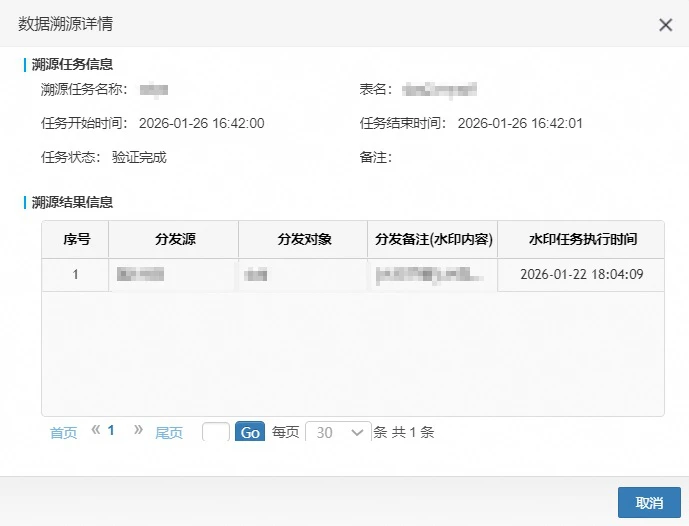 数据溯源详情
溯源任务信息
溯源任务名称： 表名：
任务开始时间： 2026-01-26 16:42:00 任务结束时间： 2026-01-26 16:42:01
任务状态： 验证完成 备注：
溯源结果信息
序号 分发源 分发对象 分发备注(水印内容) 水印任务执行时间
1 2026-01-22 18:04:09
首页 « 1 » 尾页 Go 每页 30 条 共 1 条
取消